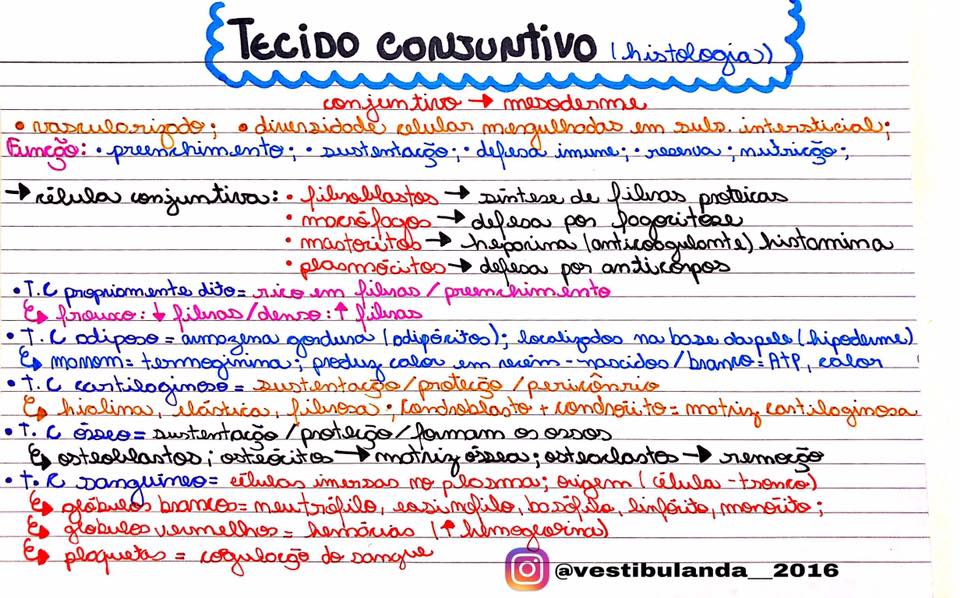 TECIDO CONJUNTIVO (histologia)
conjuntivo → mesoderme
• vascularizado; • diversidade celular mergulhadas em subs. intersticial;
Função: • preenchimento; • sustentação; • defesa imune; • reserva; nutrição;
→ célula conjuntiva: • fibroblastos → síntese de fibras proteicas
• macrófagos → defesa por fagocitose
• mastócitos → heparina (anticoagulante) histamina
• plasmócitos → defesa por anticorpos
• T.C propriamente dito = rico em fibras / preenchimento
↳ frouxo: ↓ fibras / denso: ↑ fibras
• T.C adiposo = armazena gordura (adipócitos); localizados na base da pele (hipoderme)
↳ marrom = termoginina; produz calor em recém-nascidos / branco = ATP, calor
• T.C cartilaginoso = sustentação / proteção / pericôndrio
↳ hialina, elástica, fibrosa • condroblasto + condrócito = matriz cartilaginosa
• T.C ósseo = sustentação / proteção / formam os ossos
↳ osteoblastos; osteócitos → matriz óssea; osteoclasto → remoção
• T.C sanguíneo = células imersas no plasma; origem (célula-tronco)
↳ glóbulos brancos = neutrófilo, eosinofilo, basófilo, linfócito, monócito;
↳ glóbulos vermelhos = hemácias (↑ hemoglobina)
↳ plaquetas = coagulação do sangue
@vestibulanda__2016